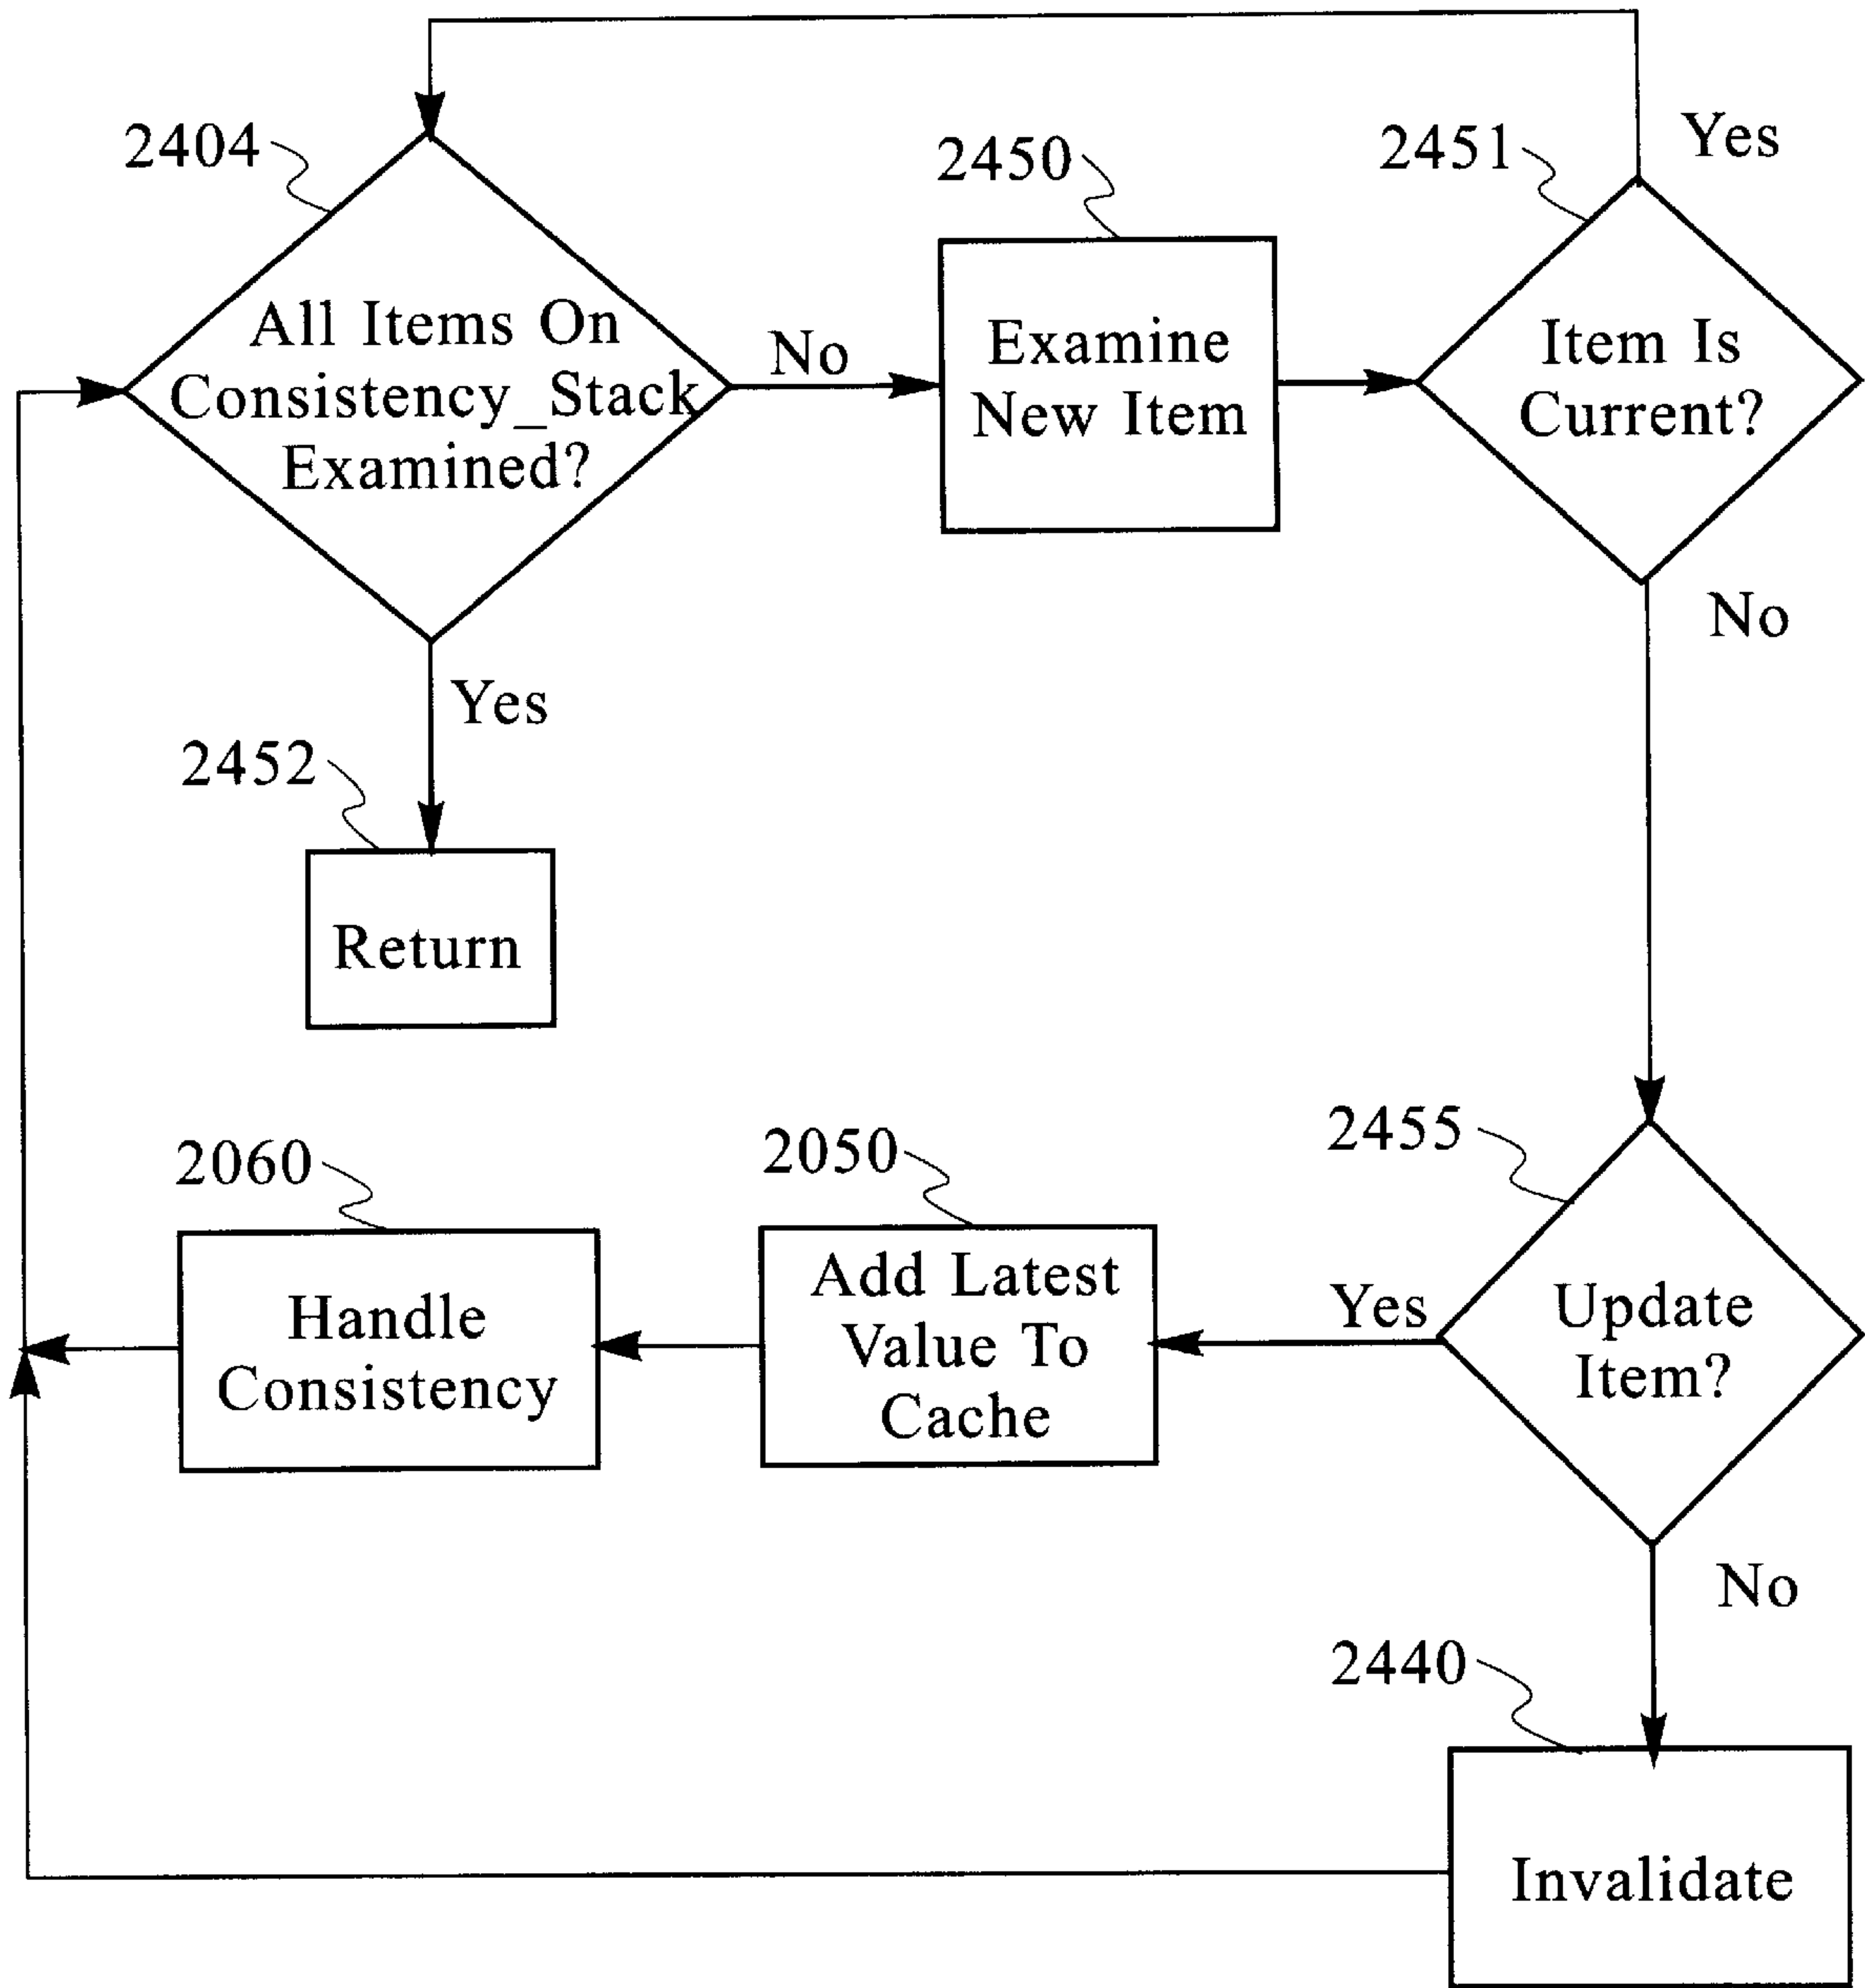 Yes
2404
2450
2451
All Items On
Consistency_Stack
Examined?
No
Examine
New Item
Item Is
Current?
No
Yes
2452
Return
2455
2060
2050
Handle
Consistency
Add Latest
Value To
Cache
Yes
Update
Item?
No
2440
Invalidate